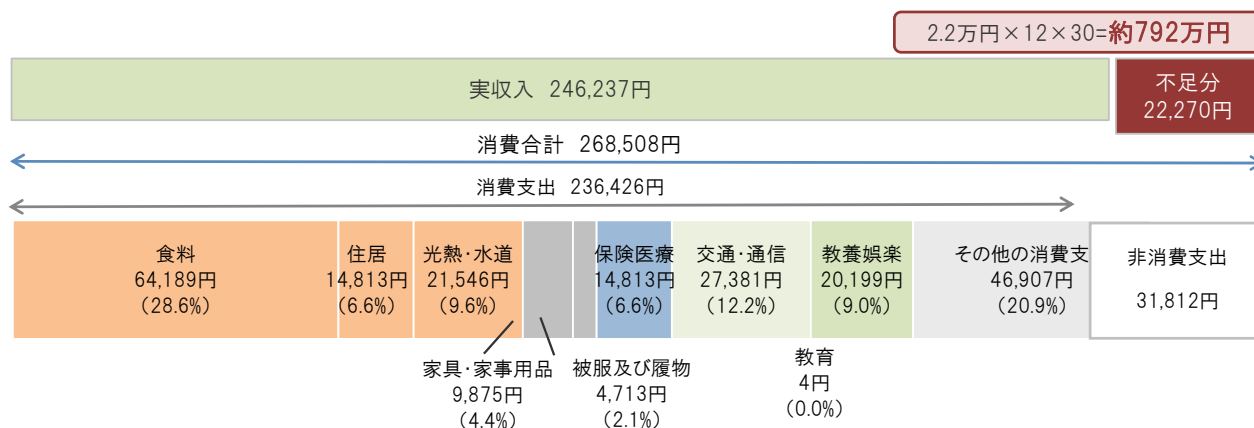 2.2万円×12×30=約792万円
実収入 246,237円
不足分
22,270円
消費合計 268,508円
消費支出 236,426円
食料
64,189円
(28.6%)
住居
14,813円
(6.6%)
光熱・水道
21,546円
(9.6%)
保険医療
14,813円
(6.6%)
交通・通信
27,381円
(12.2%)
教養娯楽
20,199円
(9.0%)
その他の消費支
46,907円
(20.9%)
非消費支出
31,812円
家具・家事用品
9,875円
(4.4%)
被服及び履物
4,713円
(2.1%)
教育
4円
(0.0%)